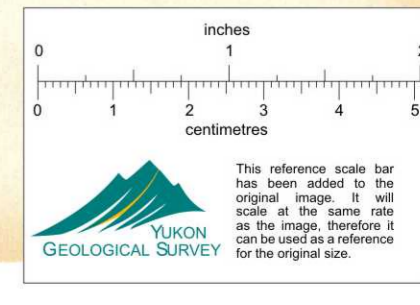 inches
0 1 2
0 1 2 3 4 5
centimetres
This reference scale bar
has been added to the
original image. It will
scale at the same rate
as the image, therefore it
can be used as a reference
for the original size.
YUKON
GEOLOGICAL SURVEY